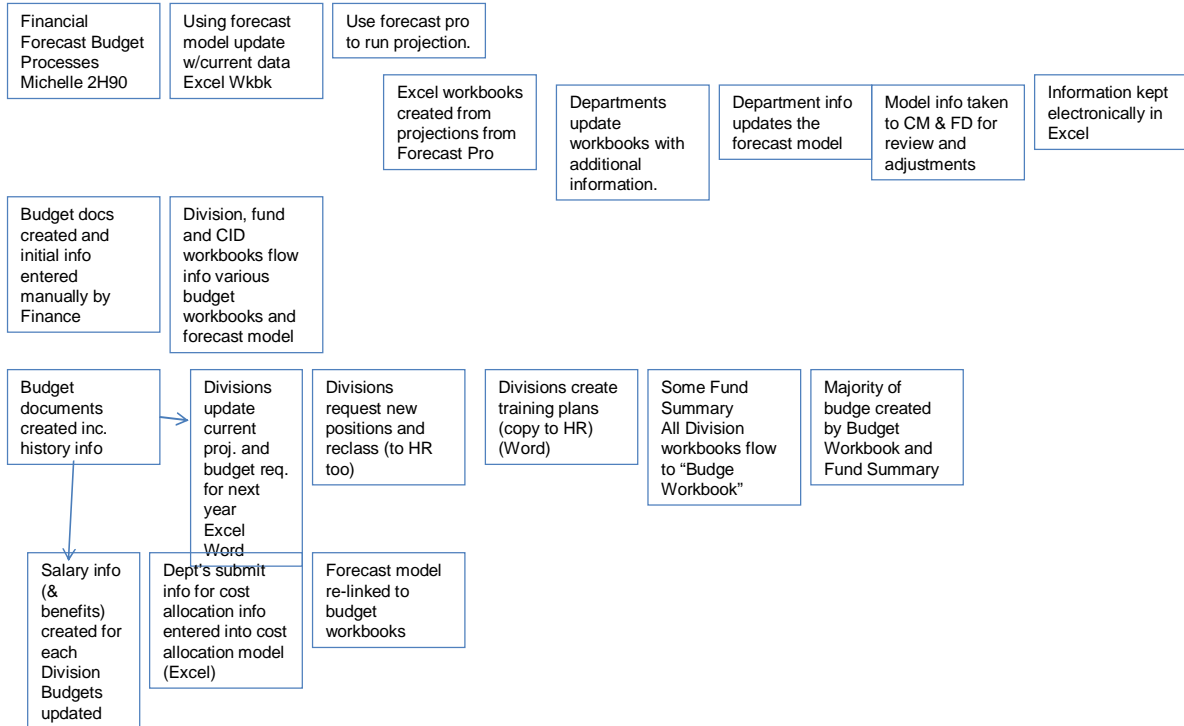 Financial
Forecast Budget
Processes
Michelle 2H90
Using forecast
model update
w/current data
Excel Wkbk
Use forecast pro
to run projection.
Excel workbooks
created from
projections from
Forecast Pro
Departments
update
workbooks with
additional
information.
Department info
updates the
forecast model
Model info taken
to CM & FD for
review and
adjustments
Information kept
electronically in
Excel
Budget docs
created and
initial info
entered
manually by
Finance
Division, fund
and CID
workbooks flow
info various
budget
workbooks and
forecast model
Budget
documents
created inc.
history info
Divisions
update
current
proj. and
budget req.
for next
year
Excel
Word
Divisions
request new
positions and
reclass (to HR
too)
Divisions create
training plans
(copy to HR)
(Word)
Some Fund
Summary
All Division
workbooks flow
to “Budge
Workbook”
Majority of
budge created
by Budget
Workbook and
Fund Summary
Salary info
(&
benefits)
created for
each
Division
Budgets
updated
Dept’s submit
info for cost
allocation info
entered into cost
allocation model
(Excel)
Forecast model
re-linked to
budget
workbooks